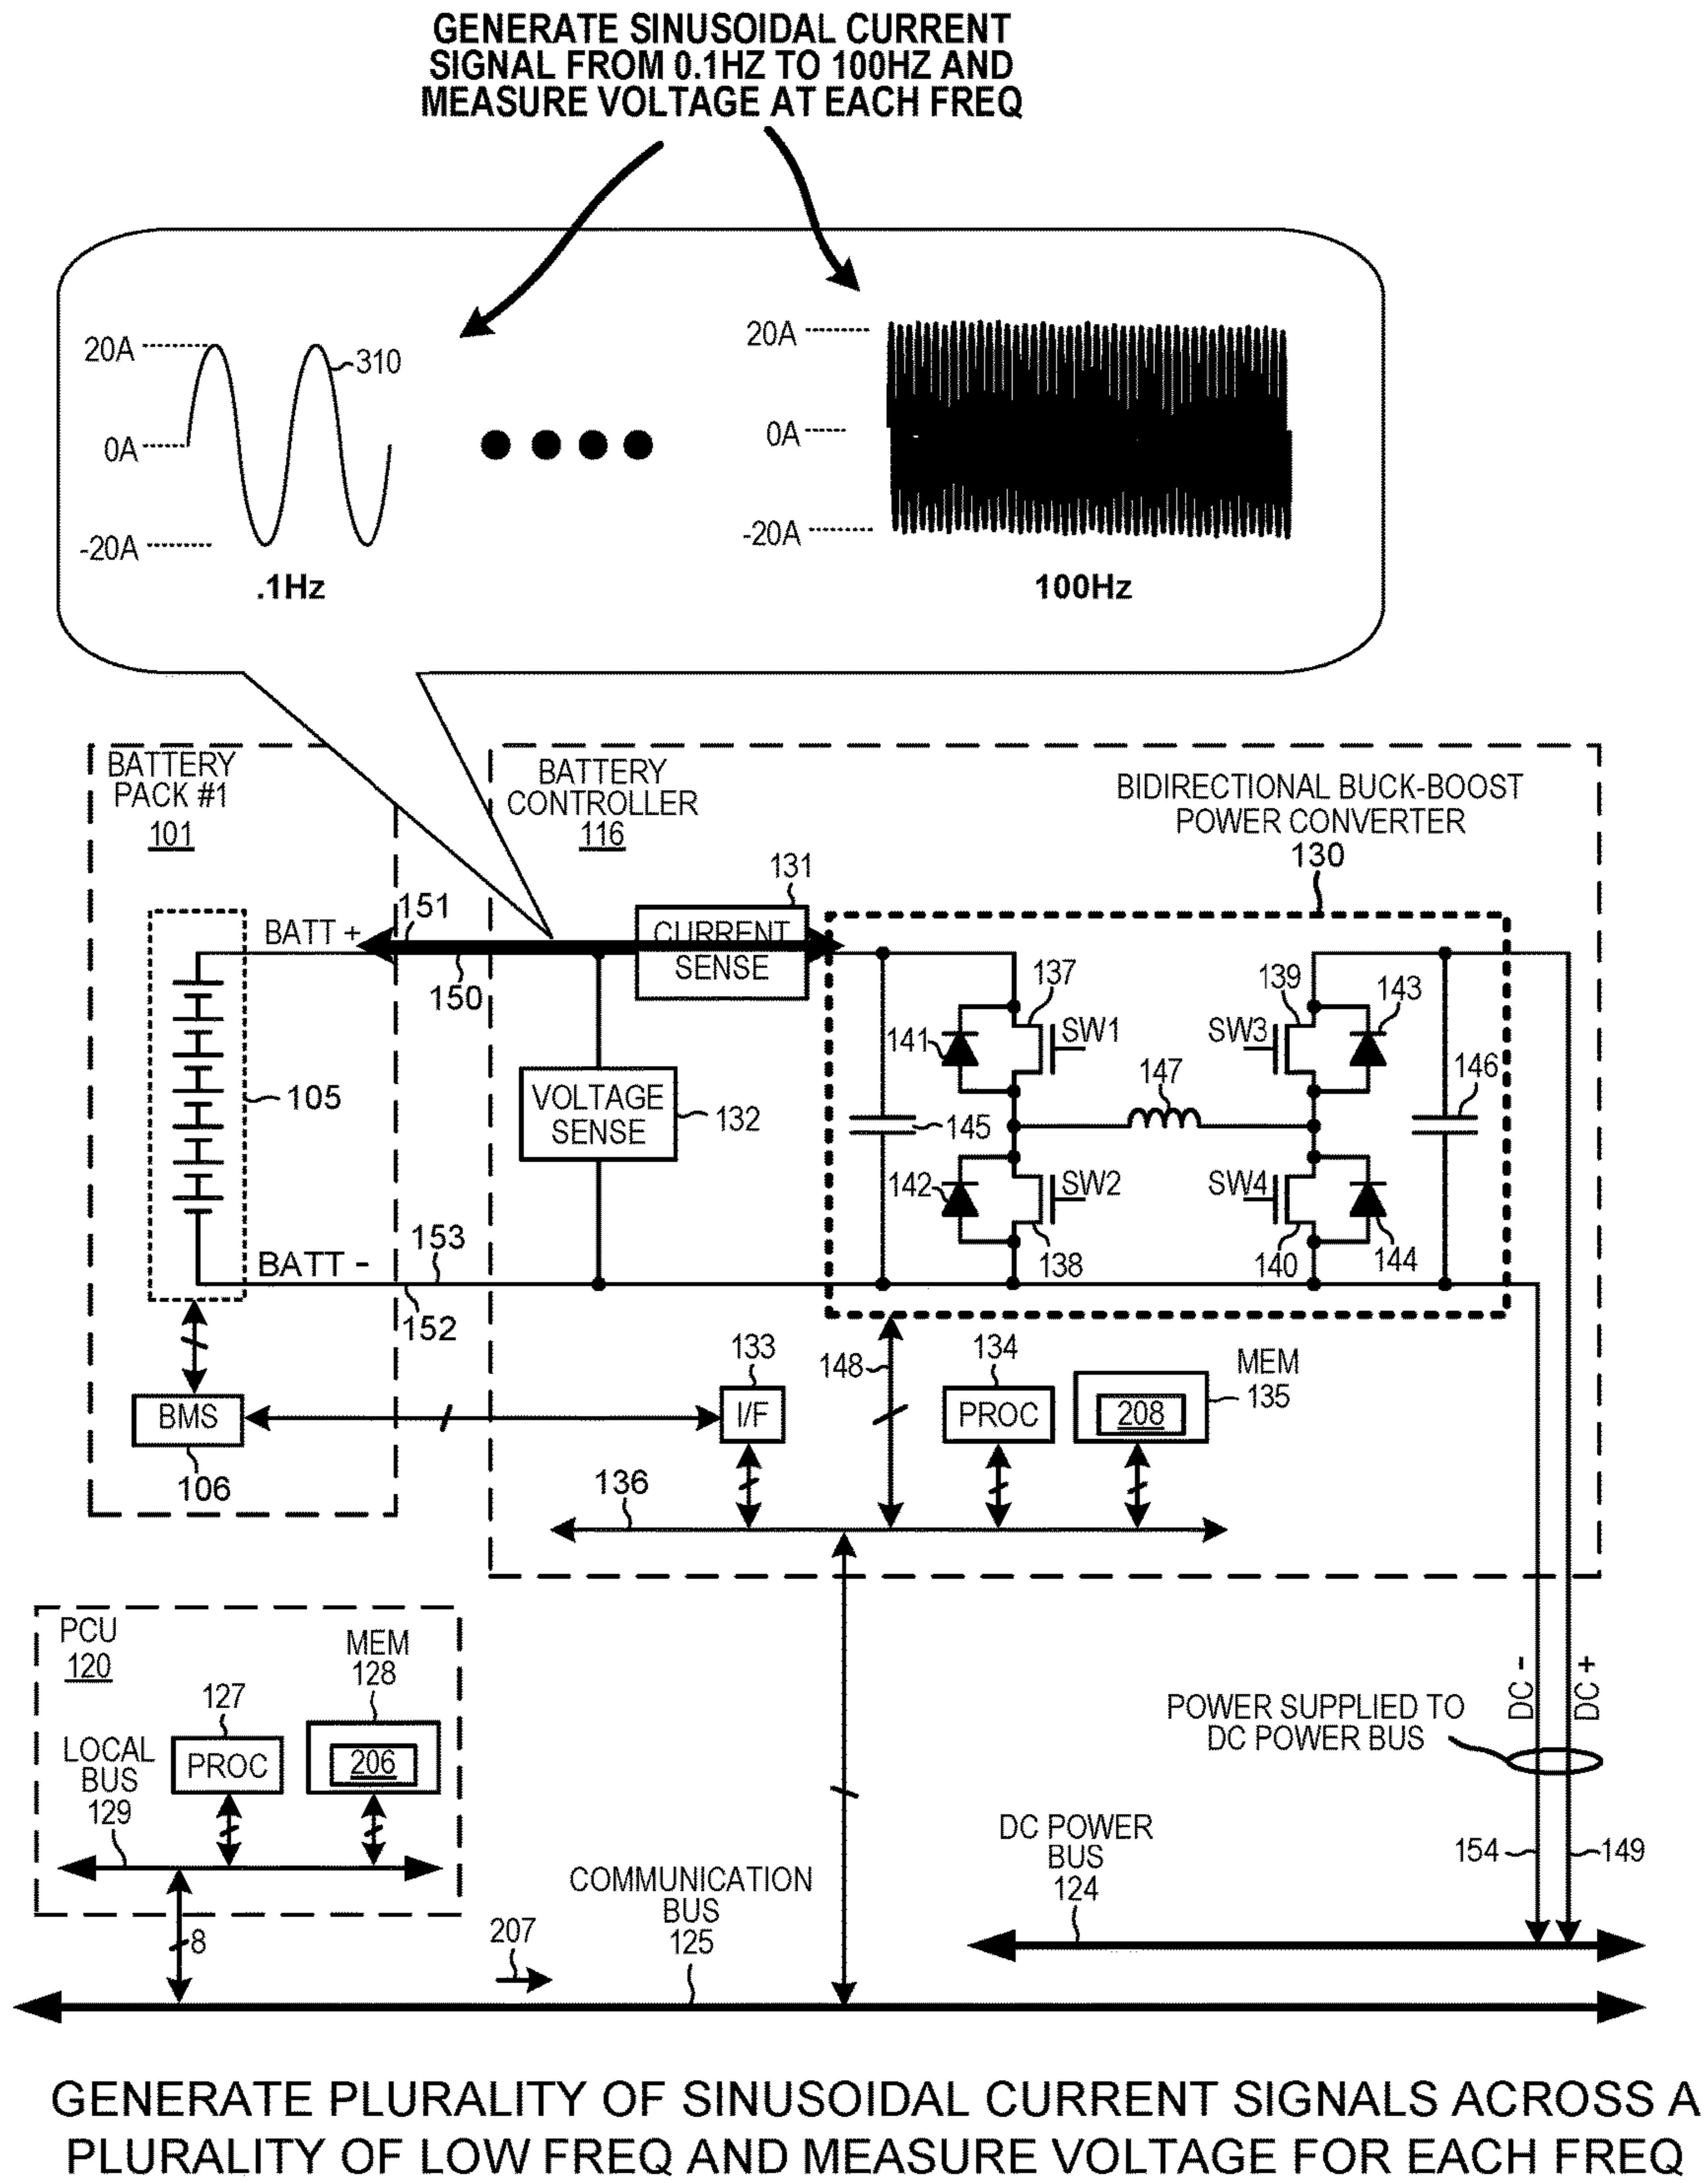 GENERATE SINUSOIDAL CURRENT
SIGNAL FROM 0.1HZ TO 100HZ AND
MEASURE VOLTAGE AT EACH FREQ
20A
310
0A
-20A
.1Hz
20A
0A
-20A
100Hz
BATTERY
PACK #1
101
BATTERY
CONTROLLER
116
BIDIRECTIONAL BUCK-BOOST
POWER CONVERTER
130
131
151
BATT +
CURRENT
SENSE
150
137
139
143
141
SW1
SW3
147
146
105
VOLTAGE
SENSE
132
145
142
SW2
SW4
153
BATT -
138
140
144
152
133
148
134
MEM
135
BMS
I/F
PROC
208
106
136
PCU
120
MEM
128
127
LOCAL
BUS
129
PROC
206
DC -
DC +
POWER SUPPLIED TO
DC POWER BUS
DC POWER
BUS
124
154
149
COMMUNICATION
BUS
125
8
207
GENERATE PLURALITY OF SINUSOIDAL CURRENT SIGNALS ACROSS A
PLURALITY OF LOW FREQ AND MEASURE VOLTAGE FOR EACH FREQ